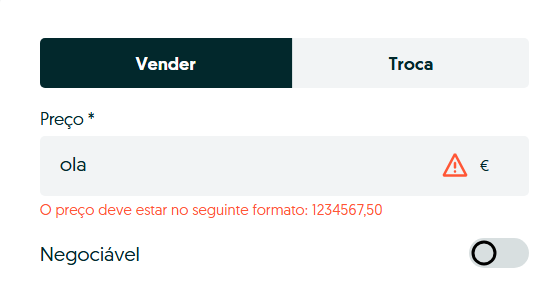 Vender Troca
Preço *
ola €
O preço deve estar no seguinte formato: 1234567,50
Negociável